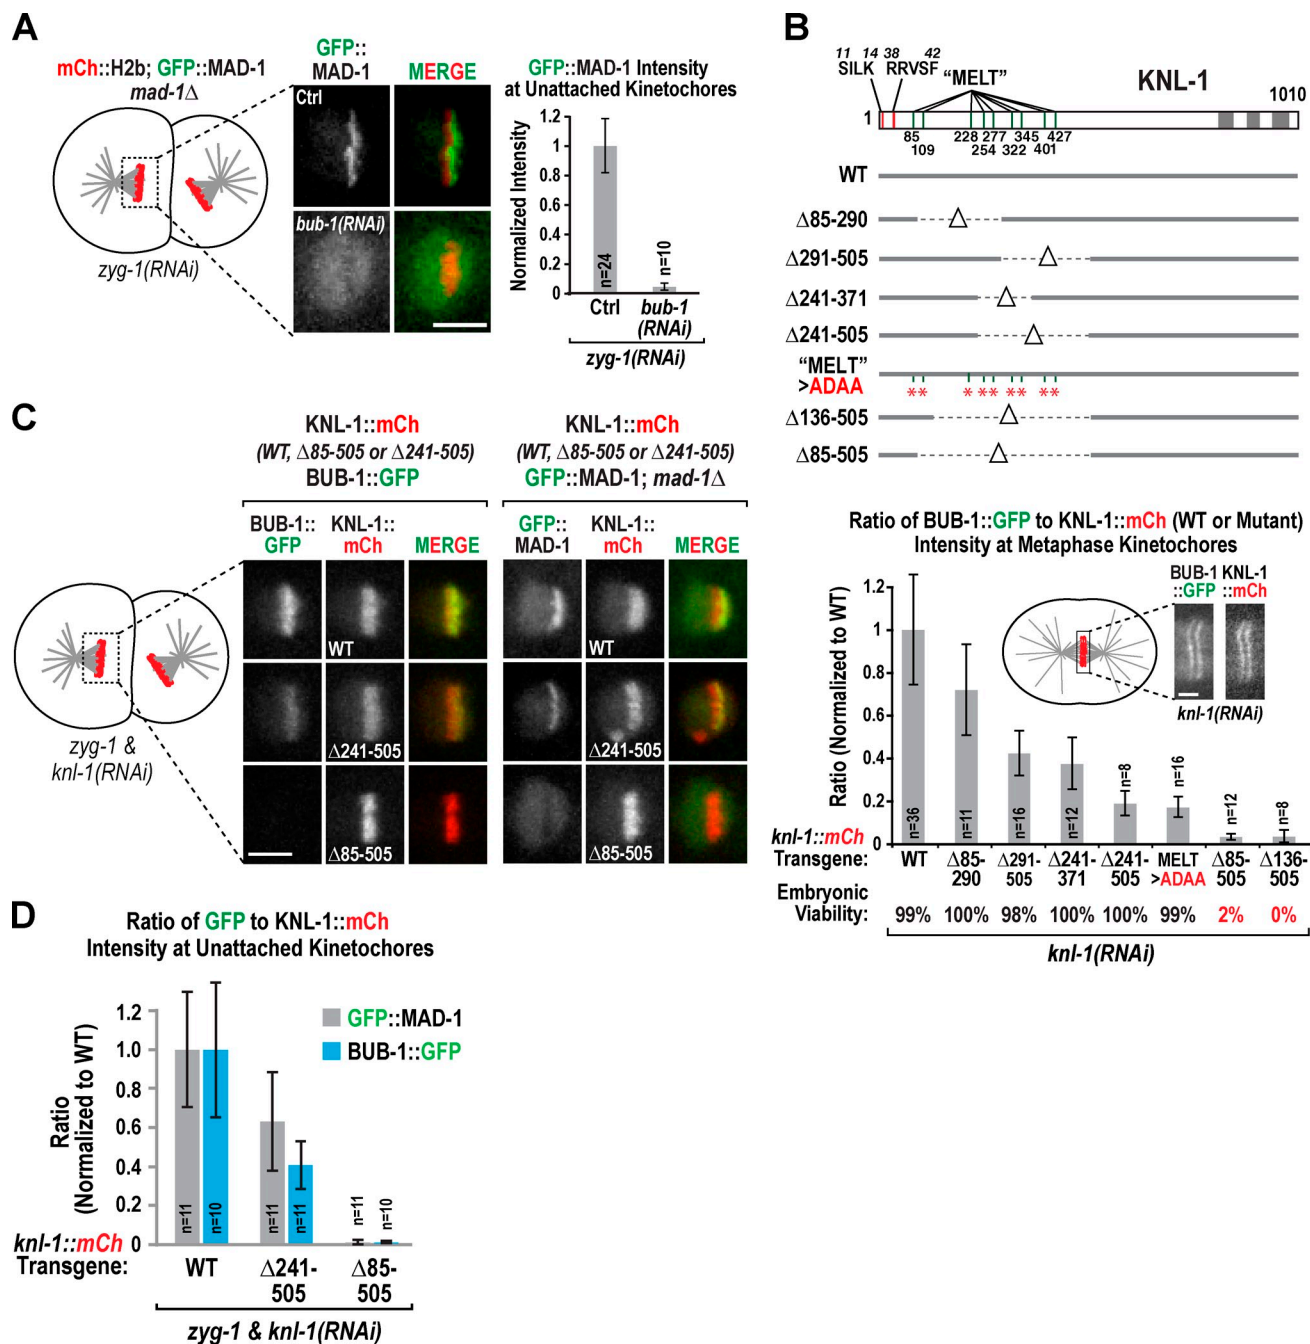 A
mCh::H2b; GFP::MAD-1
mad-1Δ
zyg-1(RNAi)
GFP::
MAD-1
MERGE
Ctrl
bub-1(RNAi)
GFP::MAD-1 Intensity
at Unattached Kinetochores
Normalized Intensity
1.2
1
0.8
0.6
0.4
0.2
0
n=24
n=10
Ctrl
bub-1
(RNAi)
zyg-1(RNAi)
B
11 14 38 42
SILK RRVSF
"MELT"
KNL-1
1010
1
85 228 277 345 427
109 254 322 401
WT
Δ85-290
Δ
Δ291-505
Δ
Δ241-371
Δ
Δ241-505
Δ
"MELT"
>ADAA
** * ** ** **
Δ136-505
Δ
Δ85-505
Δ
Ratio of BUB-1::GFP to KNL-1::mCh (WT or Mutant)
Intensity at Metaphase Kinetochores
Ratio (Normalized to WT)
1.2
1
0.8
0.6
0.4
0.2
0
BUB-1 KNL-1
::GFP ::mCh
knl-1(RNAi)
n=36
n=11
n=16
n=12
n=8
n=16
n=12
n=8
knl-1::mCh
Transgene:
WT
Δ85-
290
Δ291-
505
Δ241-
371
Δ241-
505
MELT
>ADAA
Δ85-
505
Δ136-
505
Embryonic
Viability:
99% 100% 98% 100% 100% 99% 2% 0%
knl-1(RNAi)
C
KNL-1::mCh
(WT, Δ85-505 or Δ241-505)
BUB-1::GFP
KNL-1::mCh
(WT, Δ85-505 or Δ241-505)
GFP::MAD-1; mad-1Δ
BUB-1::
GFP
KNL-1::
mCh
MERGE
GFP::
MAD-1
KNL-1::
mCh
MERGE
WT
WT
Δ241-505
Δ241-505
Δ85-505
Δ85-505
zyg-1 &
knl-1(RNAi)
D
Ratio of GFP to KNL-1::mCh
Intensity at Unattached Kinetochores
Ratio
(Normalized to WT)
1.2
1.0
0.8
0.6
0.4
0.2
0
GFP::MAD-1
BUB-1::GFP
n=11
n=10
n=11
n=11
n=11
n=10
knl-1::mCh
Transgene:
WT
Δ241-
505
Δ85-
505
zyg-1 & knl-1(RNAi)